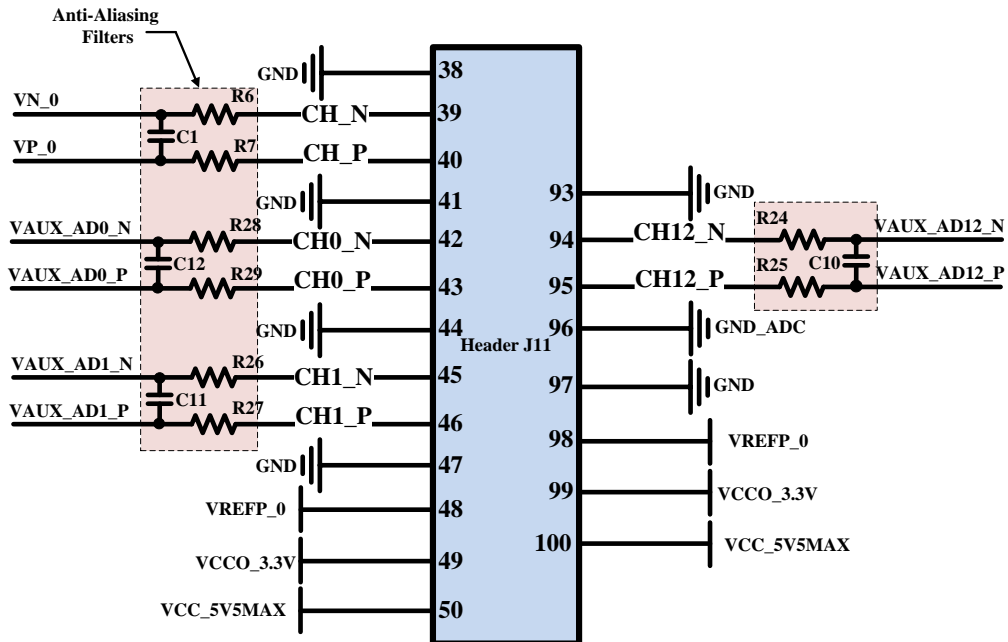 Anti-Aliasing
Filters
GND
38
VN_0
R6
CH_N
39
C1
VP_0
R7
CH_P
40
GND
41
VAUX_AD0_N
R28
CH0_N
42
C12
VAUX_AD0_P
R29
CH0_P
43
GND
44
VAUX_AD1_N
R26
CH1_N
45
C11
VAUX_AD1_P
R27
CH1_P
46
GND
47
VREFP_0
48
VCCO_3.3V
49
VCC_5V5MAX
50
Header J11
93
GND
94
CH12_N
R24
VAUX_AD12_N
C10
95
CH12_P
R25
VAUX_AD12_P
96
GND_ADC
97
GND
98
VREFP_0
99
VCCO_3.3V
100
VCC_5V5MAX